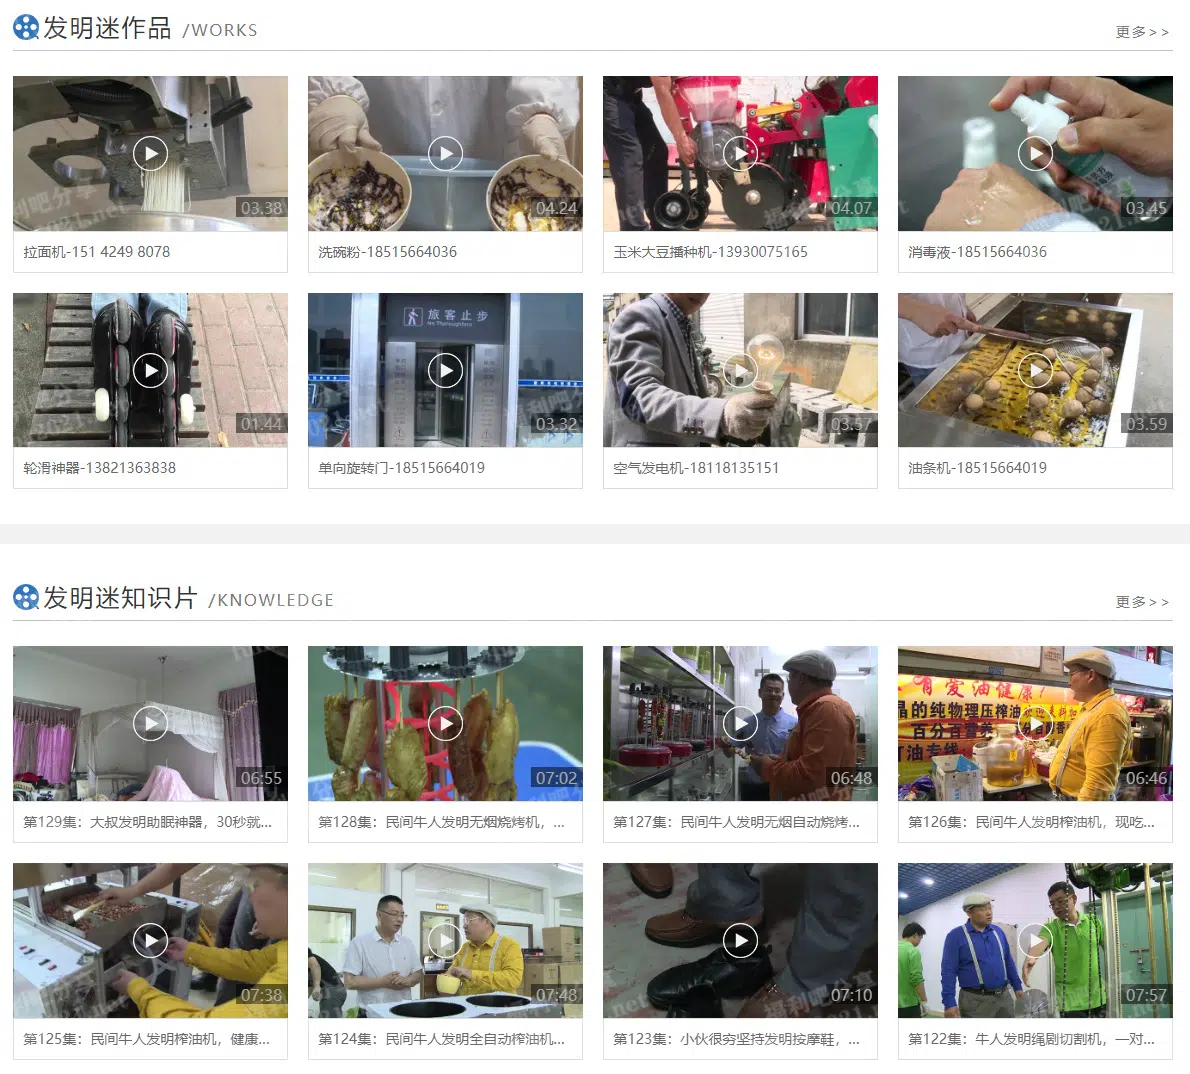 发明迷作品 /WORKS
更多>>
03.38
04.24
04.07
03.45
拉面机-151 4249 8078
洗碗粉-18515664036
玉米大豆播种机-13930075165
消毒液-18515664036
旅客止步
No Thoroughfare
01.44
03.32
03.57
03.59
轮滑神器-13821363838
单向旋转门-18515664019
空气发电机-18118135151
油条机-18515664019
发明迷知识片 /KNOWLEDGE
更多>>
晶的纯物理压榨油
百分百营养
打油专线
06:55
07:02
06:48
06:46
第129集：大叔发明助眠神器，30秒就...
第128集：民间牛人发明无烟烧烤机，...
第127集：民间牛人发明无烟自动烧烤...
第126集：民间牛人发明榨油机，现吃...
07:38
07:48
07:10
07:57
第125集：民间牛人发明榨油机，健康...
第124集：民间牛人发明全自动榨油机...
第123集：小伙很穷坚持发明按摩鞋，...
第122集：牛人发明绳剧切割机，一对...